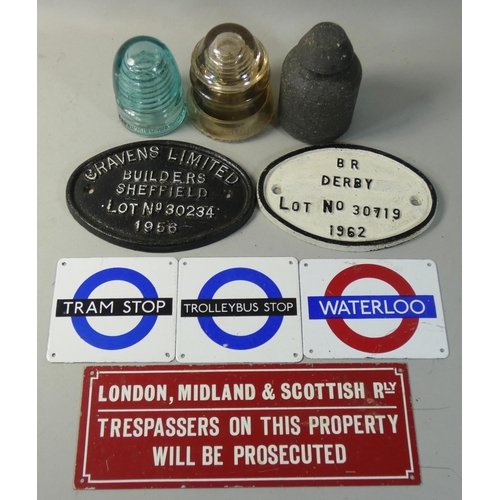 CRAVENS LIMITED
BUILDERS
SHEFFIELD
LOT Nº 30234
1956
BR
DERBY
LOT NO 30719
1962
TRAM STOP
TROLLEYBUS STOP
WATERLOO
LONDON, MIDLAND & SCOTTISH RLY
TRESPASSERS ON THIS PROPERTY
WILL BE PROSECUTED